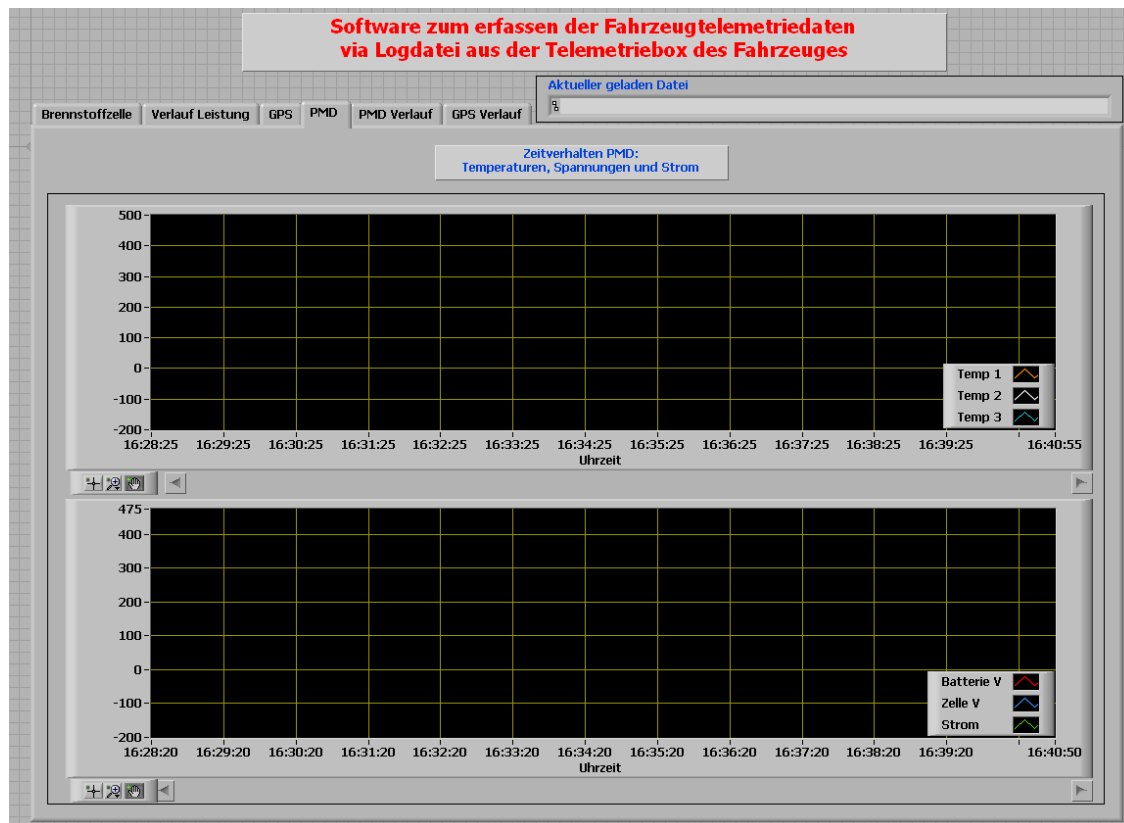 Software zum erfassen der Fahrzeugtelemetriedaten
via Logdatei aus der Telemetriebox des Fahrzeuges
Aktueller geladen Datei
Brennstoffzelle Verlauf Leistung GPS PMD PMD Verlauf GPS Verlauf
Zeitverhalten PMD:
Temperaturen, Spannungen und Strom
500
400
300
200
100
0
-100
-200
Temp 1
Temp 2
Temp 3
16:28:25 16:29:25 16:30:25 16:31:25 16:32:25 16:33:25 16:34:25 16:35:25 16:36:25 16:37:25 16:38:25 16:39:25 16:40:55
Uhrzeit
475
400
300
200
100
0
-100
-200
Batterie V
Zelle V
Strom
16:28:20 16:29:20 16:30:20 16:31:20 16:32:20 16:33:20 16:34:20 16:35:20 16:36:20 16:37:20 16:38:20 16:39:20 16:40:50
Uhrzeit